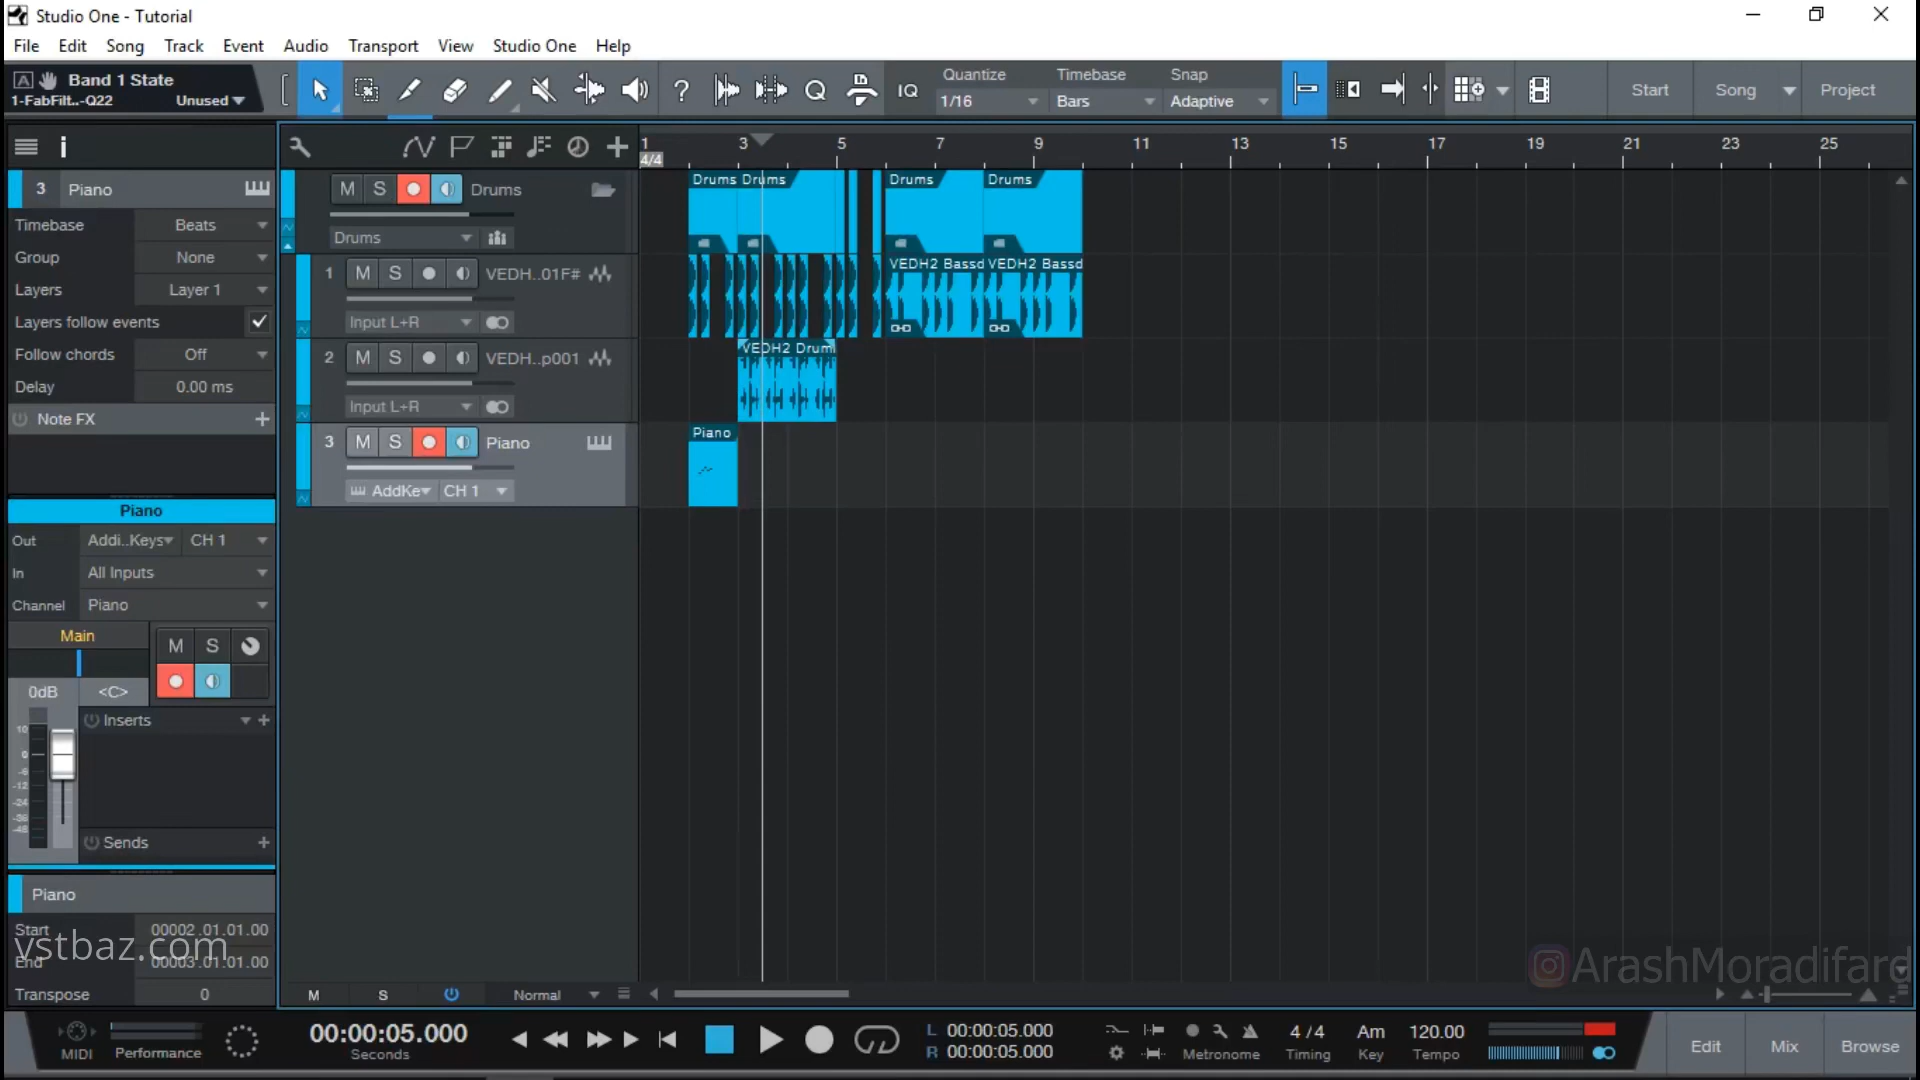 Studio One - Tutorial
File Edit Song Track Event Audio Transport View Studio One Help
A Band 1 State
1-FabFilt..-Q22 Unused
? Q IQ
Quantize Timebase Snap
1/16 Bars Adaptive
Start Song Project
i
1 3 5 7 9 11 13 15 17 19 21 23 25
4/4
3 Piano
Timebase Beats
Group None
Layers Layer 1
Layers follow events
Follow chords Off
Delay 0.00 ms
Note FX
M S Drums
Drums
1 M S VEDH..01F#
Input L+R
2 M S VEDH..p001
Input L+R
3 M S Piano
AddKe CH 1
Drums Drums Drums Drums
VEDH2 Bassd VEDH2 Bassd
VEDH2 Drum
Piano
Piano
Out Addi..Keys CH 1
In All Inputs
Channel Piano
Main
M S
0dB <C>
Inserts
10
0
-6
-12
-24
-36
-48
Sends
Piano
Start 00002.01.01.00
vstbaz.com
End 00003.01.01.00
Transpose 0
M S Normal
ArashMoradifard
MIDI Performance
00:00:05.000
Seconds
L 00:00:05.000
R 00:00:05.000
Metronome
4 / 4
Timing
Am
Key
120.00
Tempo
Edit Mix Browse